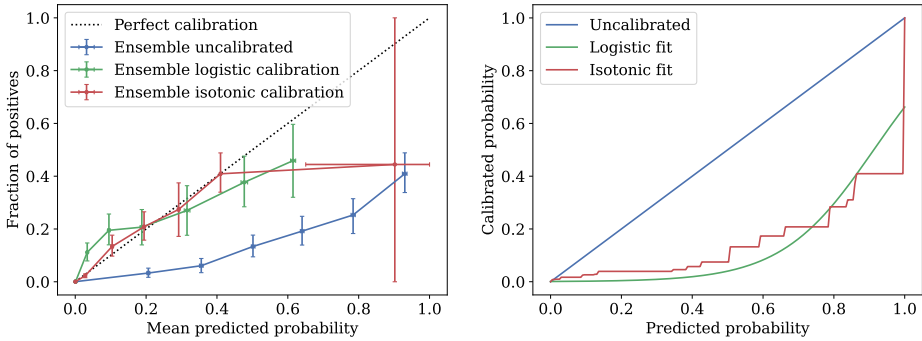 1.0
0.8
0.6
0.4
0.2
0.0
Fraction of positives
Perfect calibration
Ensemble uncalibrated
Ensemble logistic calibration
Ensemble isotonic calibration
0.0 0.2 0.4 0.6 0.8 1.0
Mean predicted probability
1.0
0.8
0.6
0.4
0.2
0.0
Calibrated probability
Uncalibrated
Logistic fit
Isotonic fit
0.0 0.2 0.4 0.6 0.8 1.0
Predicted probability